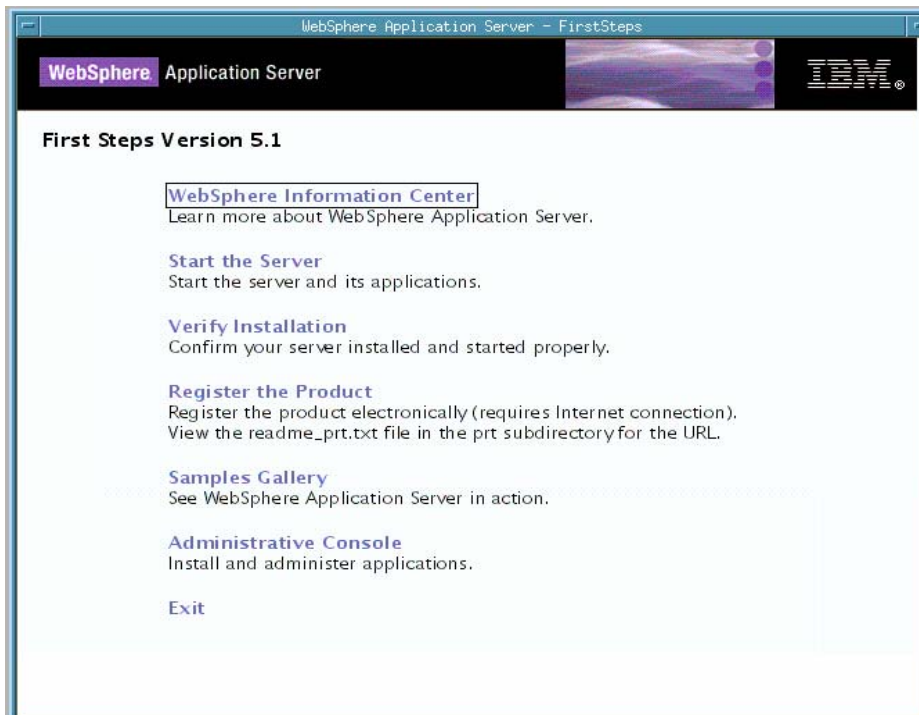 WebSphere Application Server - FirstSteps
WebSphere Application Server
IBM®
First Steps Version 5.1
WebSphere Information Center
Learn more about WebSphere Application Server.
Start the Server
Start the server and its applications.
Verify Installation
Confirm your server installed and started properly.
Register the Product
Register the product electronically (requires Internet connection).
View the readme_prt.txt file in the prt subdirectory for the URL.
Samples Gallery
See WebSphere Application Server in action.
Administrative Console
Install and administer applications.
Exit